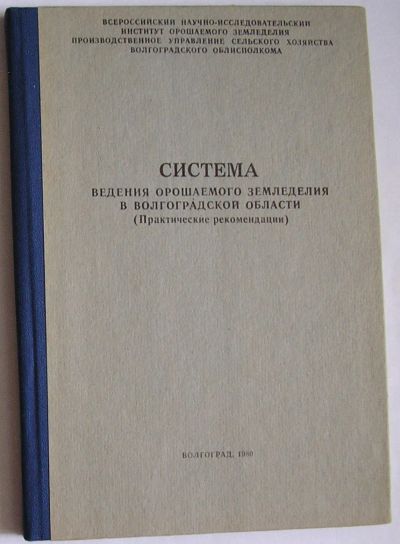 ВСЕРОССИЙСКИЙ НАУЧНО-ИССЛЕДОВАТЕЛЬСКИЙ
ИНСТИТУТ ОРОШАЕМОГО ЗЕМЛЕДЕЛИЯ
ПРОИЗВОДСТВЕННОЕ УПРАВЛЕНИЕ СЕЛЬСКОГО ХОЗЯЙСТВА
ВОЛГОГРАДСКОГО ОБЛИСПОЛКОМА
СИСТЕМА
ВЕДЕНИЯ ОРОШАЕМОГО ЗЕМЛЕДЕЛИЯ
В ВОЛГОГРАДСКОЙ ОБЛАСТИ
(Практические рекомендации)
ВОЛГОГРАД, 1980